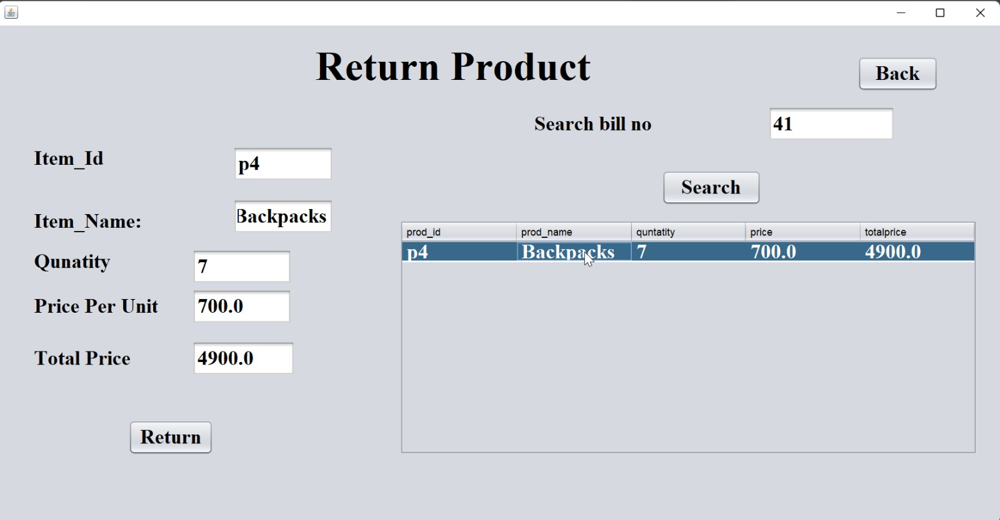 Return Product
Back
Search bill no 41
Item_Id p4
Search
Item_Name: Backpacks
prod_id prod_name quntatity price totalprice
p4 Backpacks 7 700.0 4900.0
Qunatity 7
Price Per Unit 700.0
Total Price 4900.0
Return